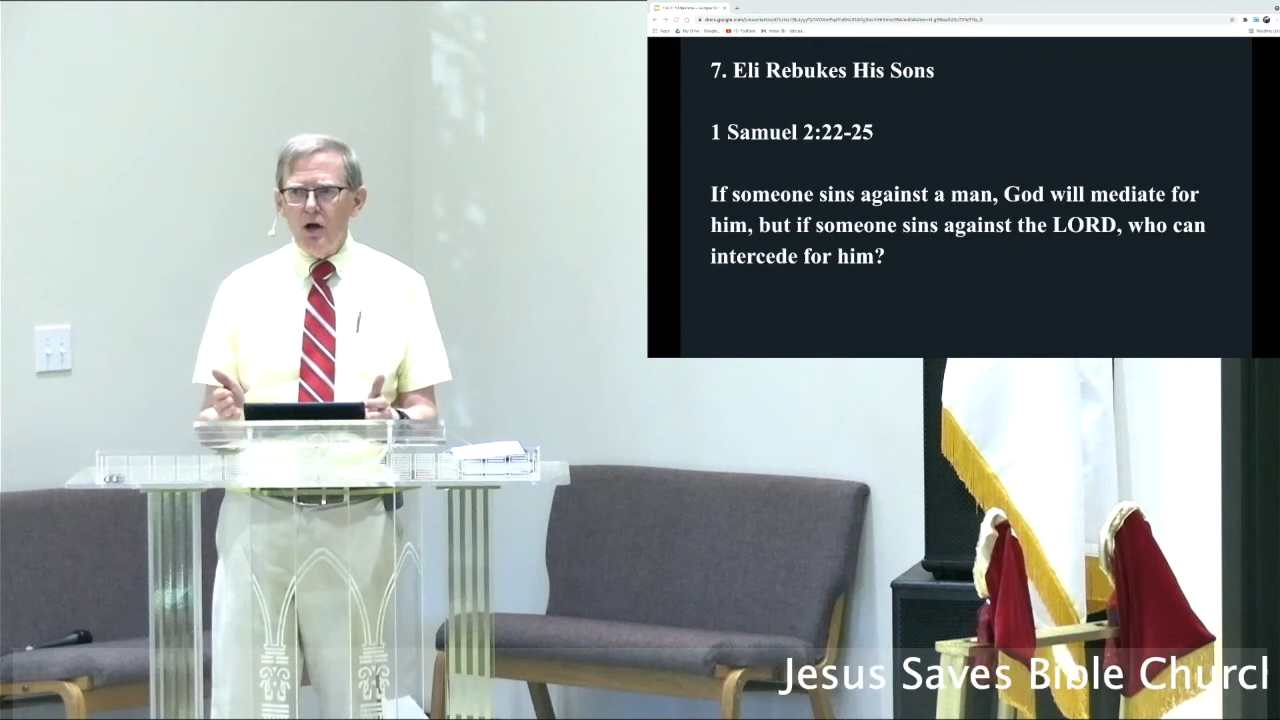 7. Eli Rebukes His Sons
1 Samuel 2:22-25
If someone sins against a man, God will mediate for
him, but if someone sins against the LORD, who can
intercede for him?
Jesus Saves Bible Churcl